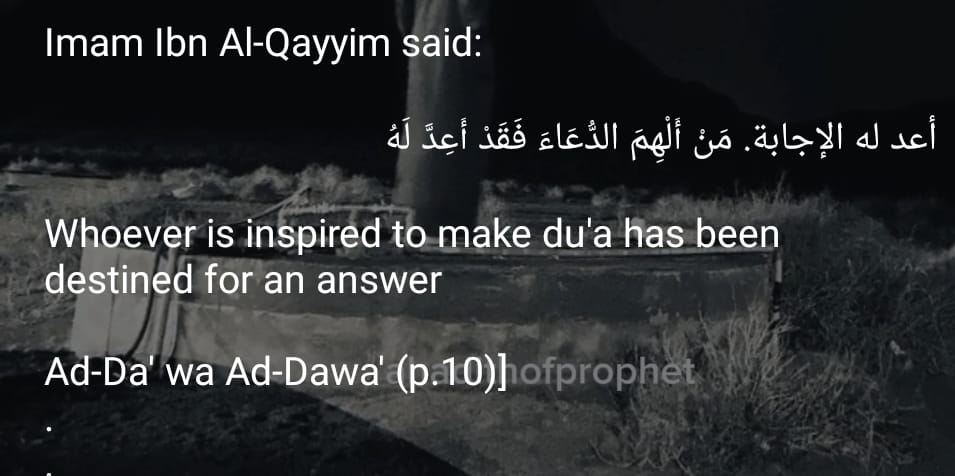 Imam Ibn Al-Qayyim said:
أعد له الإجابة. مَنْ أَلْهِمَ الدُّعَاءَ فَقَدْ أَعِدَّ لَهُ
Whoever is inspired to make du'a has been
destined for an answer
Ad-Da' wa Ad-Dawa' (p.10)]
ofprophet
.
.